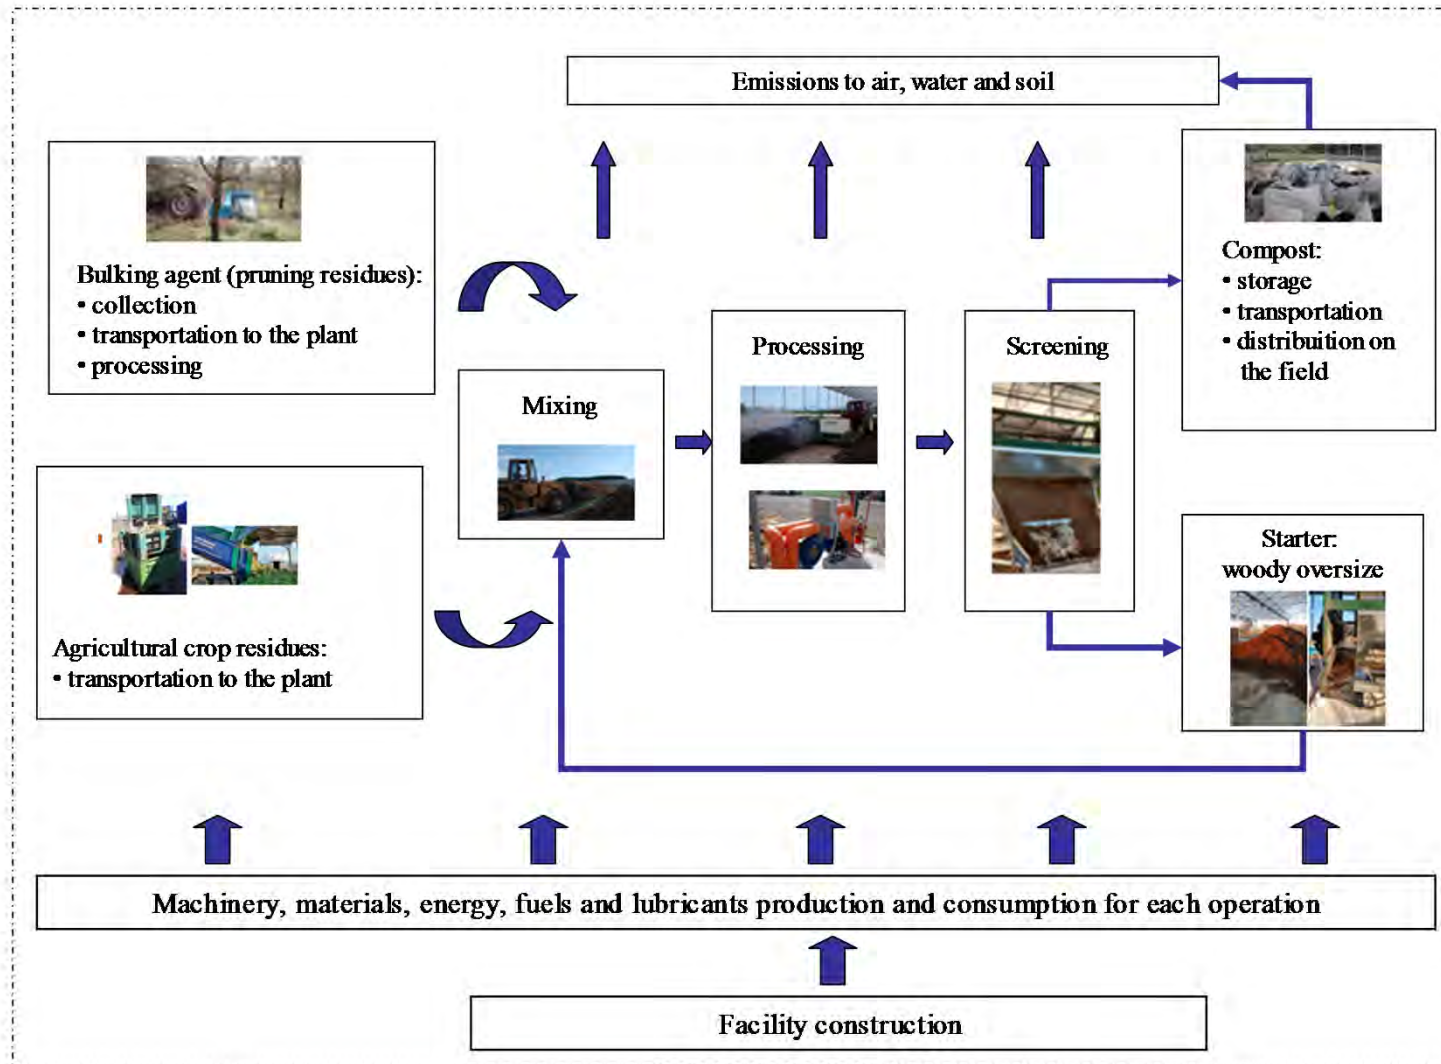 Emissions to air, water and soil
Bulking agent (pruning residues):
• collection
• transportation to the plant
• processing
Compost:
• storage
• transportation
• distribuition on
the field
Processing
Screening
Mixing
Starter:
woody oversize
Agricultural crop residues:
• transportation to the plant
Machinery, materials, energy, fuels and lubricants production and consumption for each operation
Facility construction